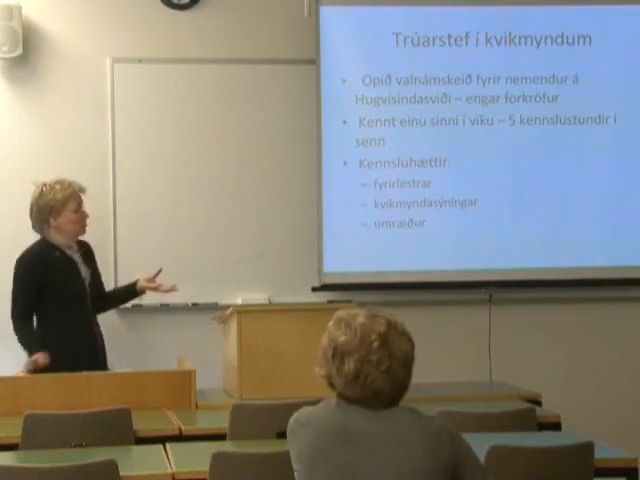 Trúarstef í kvikmyndum
• Opið valnámskeið fyrir nemendur á
Hugvísindasviði – engar forkröfur
• Kennt einu sinni í viku – 5 kennslustundir í
senn
• Kennsluhættir:
– fyrirlestrar
– kvikmyndasýningar
– umræður